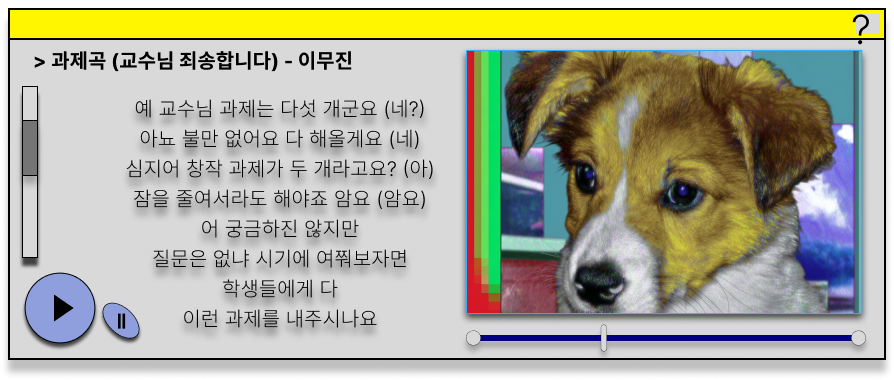 ?
> 과제곡 (교수님 죄송합니다) - 이무진
예 교수님 과제는 다섯 개군요 (네?)
아뇨 불만 없어요 다 해올게요 (네)
심지어 창작 과제가 두 개라고요? (아)
잠을 줄여서라도 해야죠 암요 (암요)
어 궁금하진 않지만
질문은 없냐 시기에 여쭤보자면
학생들에게 다
이런 과제를 내주시나요